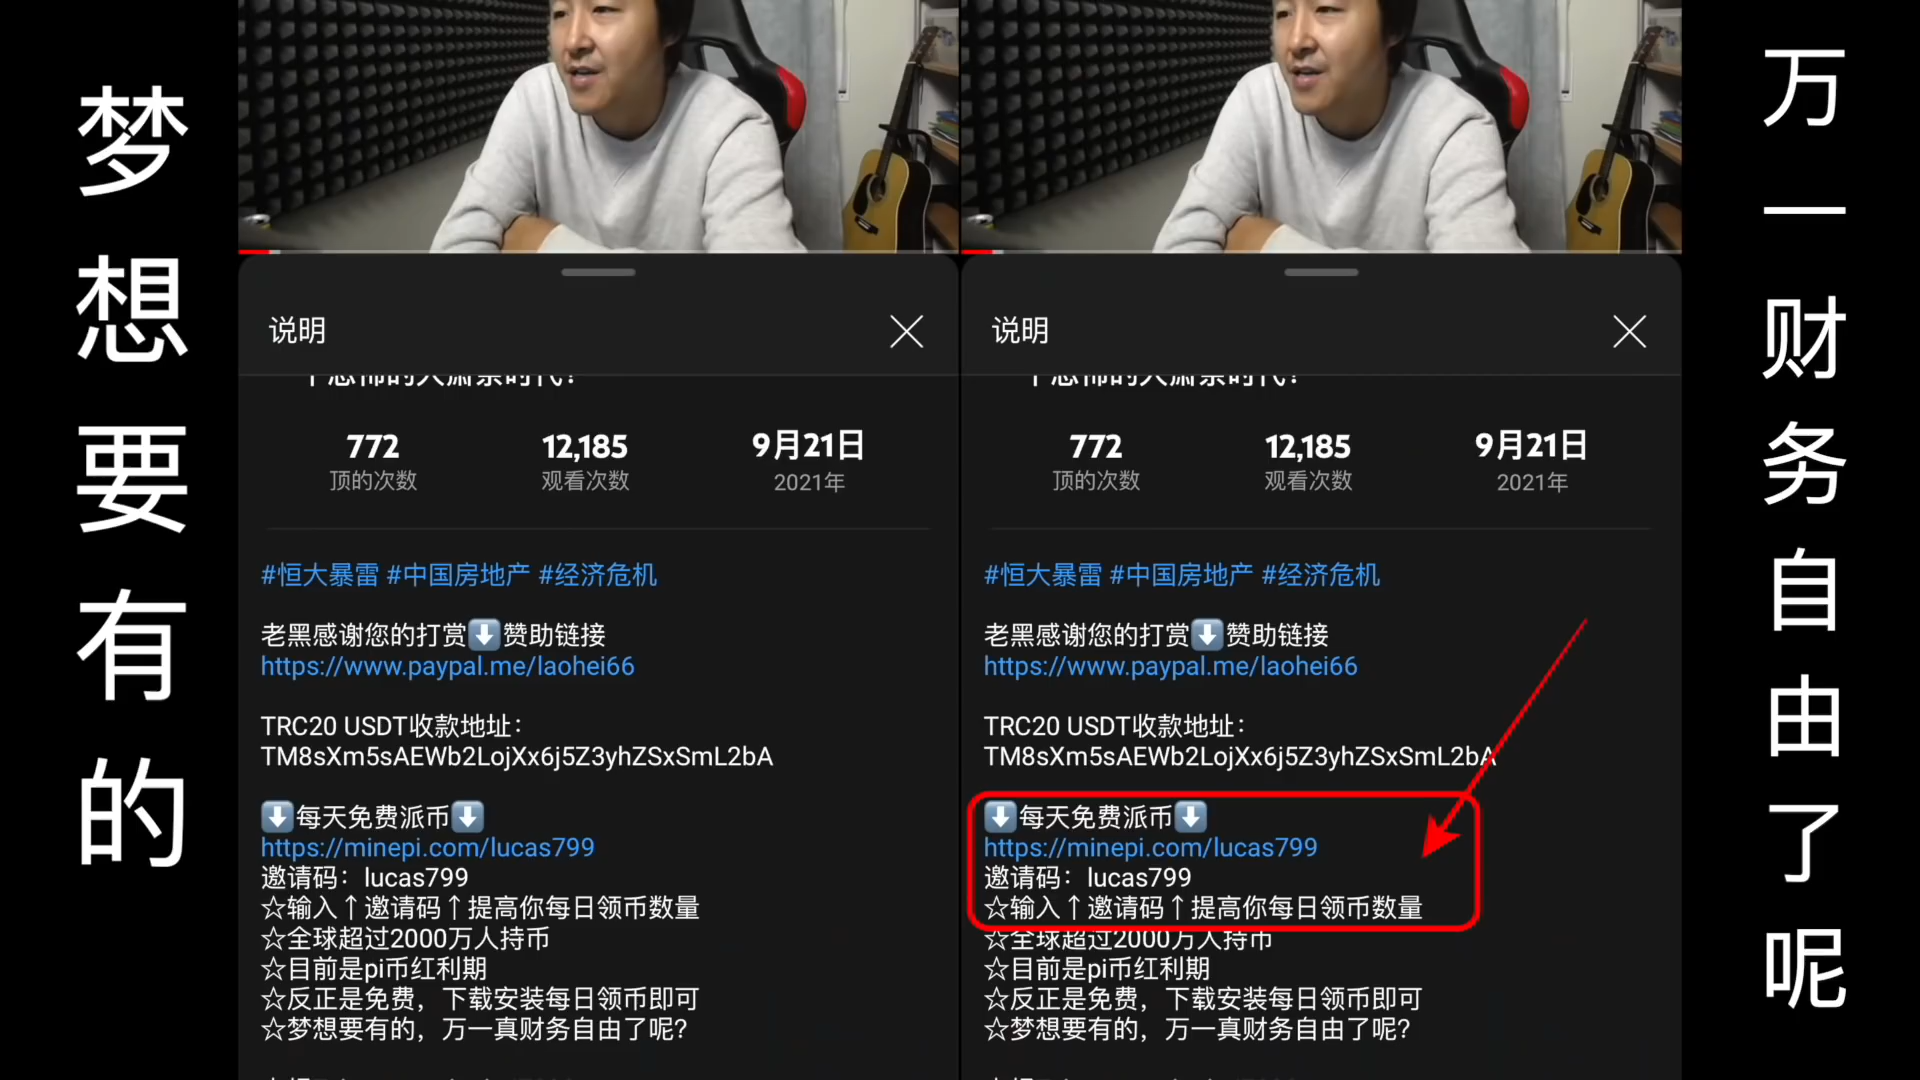 梦想要有的
说明
772
12,185
9月21日
顶的次数
观看次数
2021年
#恒大暴雷 #中国房地产 #经济危机
老黑感谢您的打赏⬇️赞助链接
https://www.paypal.me/laohei66
TRC20 USDT收款地址：
TM8sXm5sAEWb2LojXx6j5Z3yhZSxSmL2bA
⬇️每天免费派币⬇️
https://minepi.com/lucas799
邀请码：lucas799
☆输入↑邀请码↑提高你每日领币数量
☆全球超过2000万人持币
☆目前是pi币红利期
☆反正是免费，下载安装每日领币即可
☆梦想要有的，万一真财务自由了呢？
说明
772
12,185
9月21日
顶的次数
观看次数
2021年
#恒大暴雷 #中国房地产 #经济危机
老黑感谢您的打赏⬇️赞助链接
https://www.paypal.me/laohei66
TRC20 USDT收款地址：
TM8sXm5sAEWb2LojXx6j5Z3yhZSxSmL2bA
⬇️每天免费派币⬇️
https://minepi.com/lucas799
邀请码：lucas799
☆输入↑邀请码↑提高你每日领币数量
☆全球超过2000万人持币
☆目前是pi币红利期
☆反正是免费，下载安装每日领币即可
☆梦想要有的，万一真财务自由了呢？
万一财务自由了呢